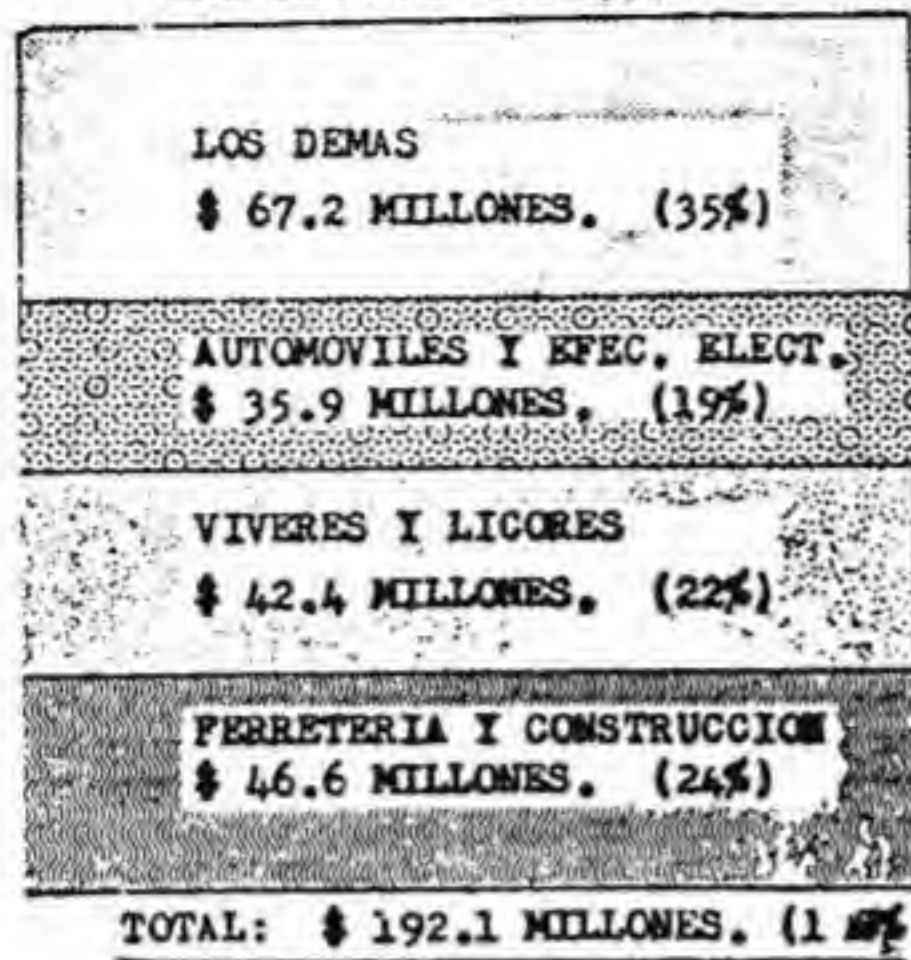 LOS DEMAS
$ 67.2 MILLONES. (35%)
AUTOMOVILES Y EFEC. ELECT.
$ 35.9 MILLONES. (19%)
VIVERES Y LICORES
$ 42.4 MILLONES. (22%)
FERRETERIA Y CONSTRUCCION
$ 46.6 MILLONES. (24%)
TOTAL: $ 192.1 MILLONES.